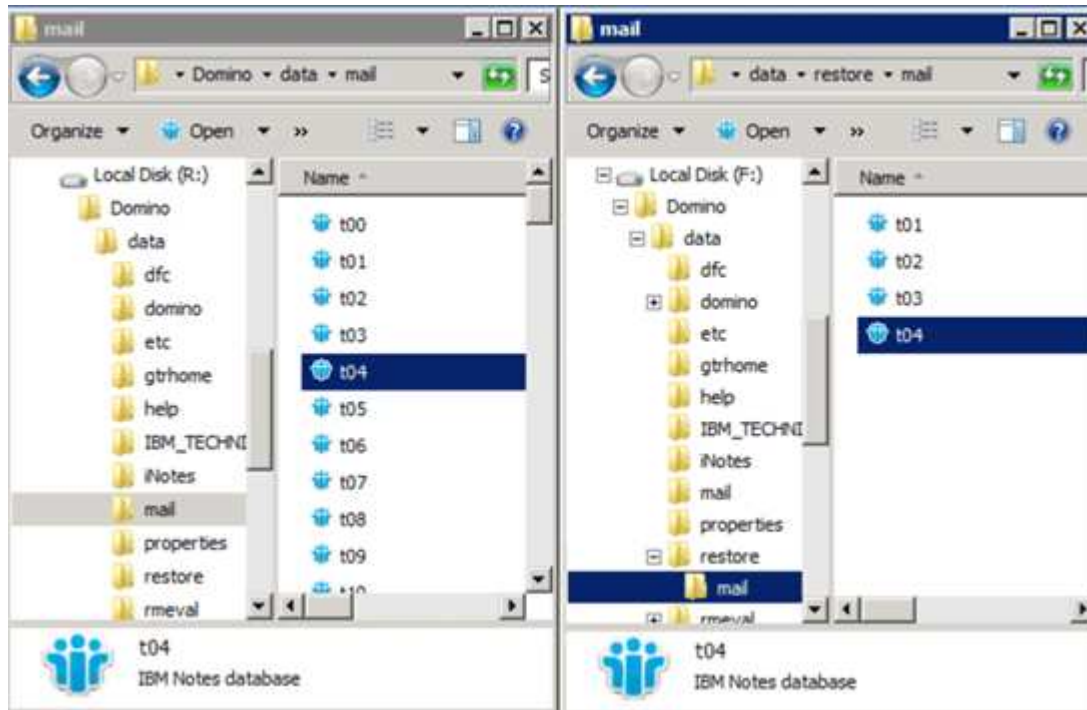 mail
Domino data mail
S
Organize Open »
Local Disk (R:)
Domino
data
dfc
domino
etc
gtrhome
help
IBM_TECHNI
iNotes
mail
properties
restore
rmeval
Name
t00
t01
t02
t03
t04
t05
t06
t07
t08
t09
t10
t04
IBM Notes database
mail
data restore mail
Organize Open »
Local Disk (F:)
Domino
data
dfc
domino
etc
gtrhome
help
IBM_TECHNI
iNotes
mail
properties
restore
mail
rmeval
Name
t01
t02
t03
t04
t04
IBM Notes database